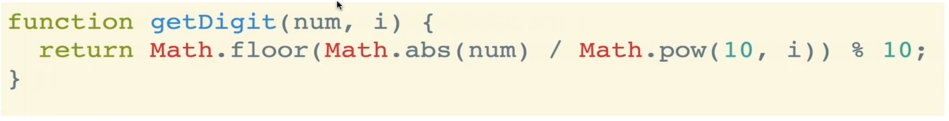 function getDigit(num, i) {
  return Math.floor(Math.abs(num) / Math.pow(10, i)) % 10;
}